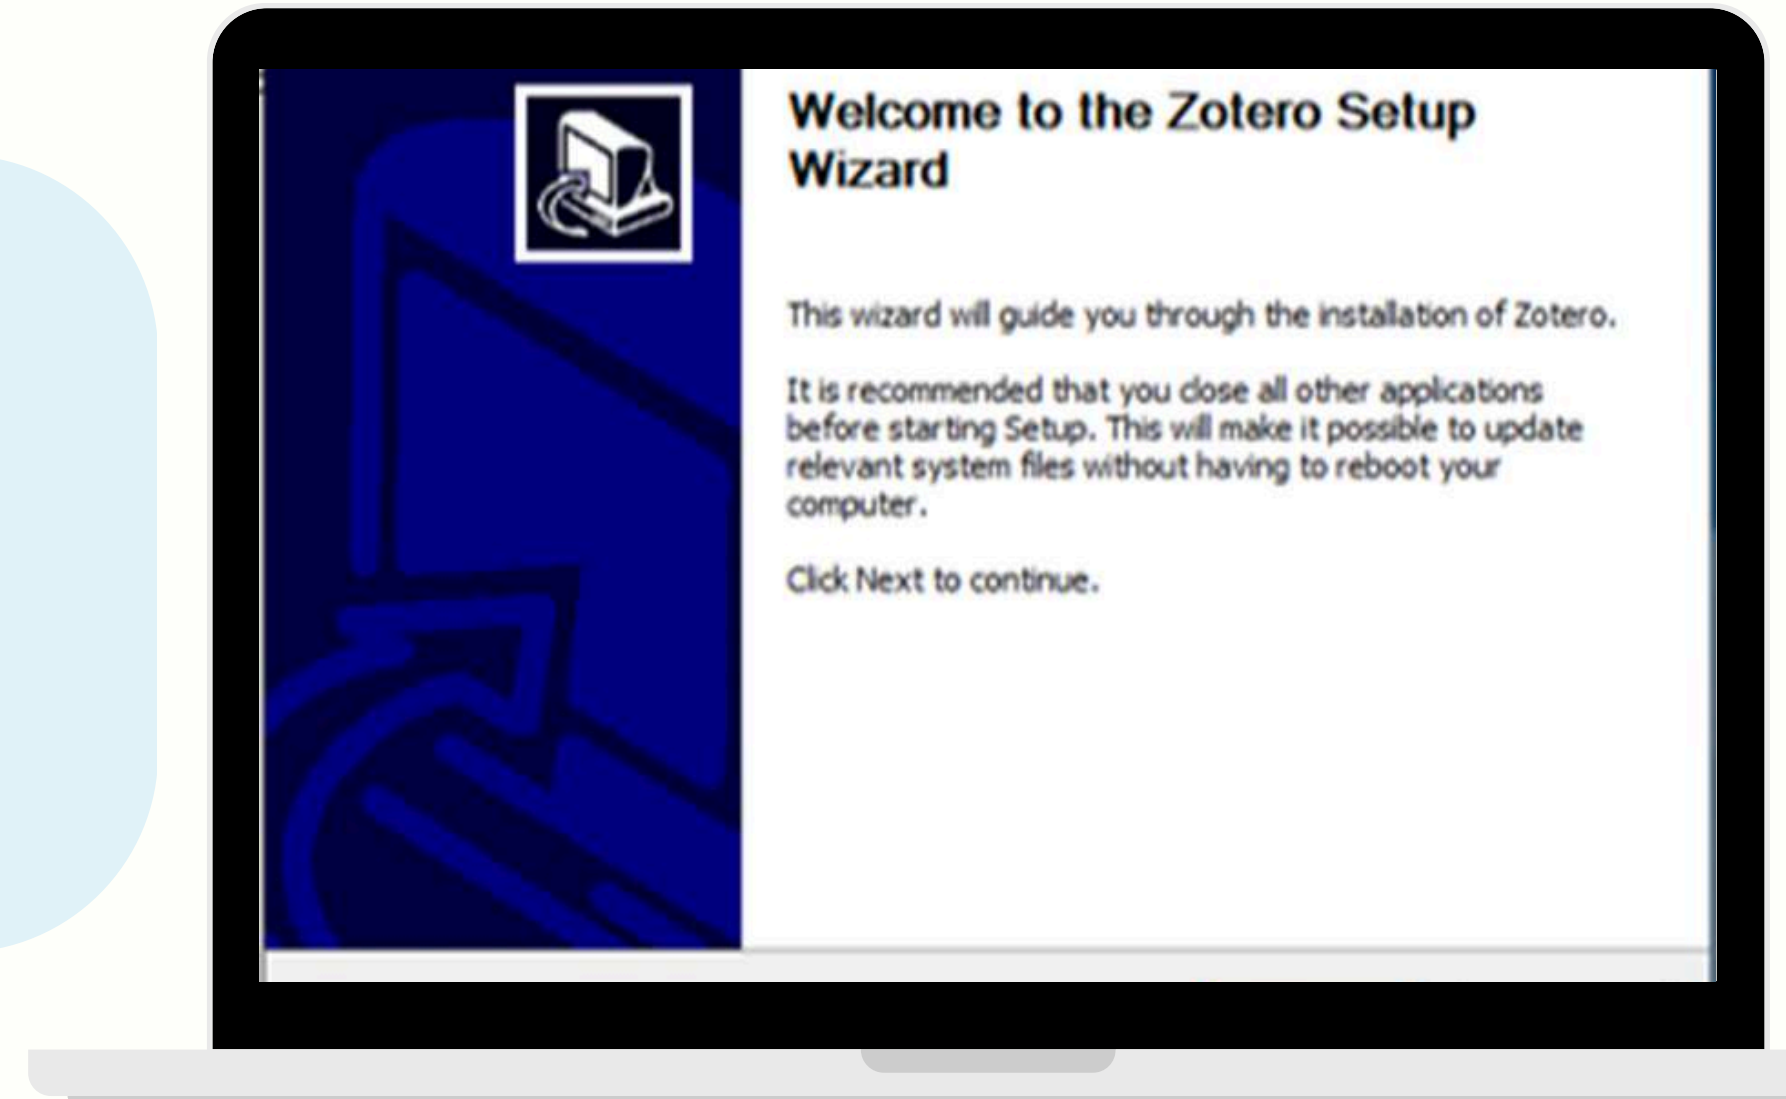 Welcome to the Zotero Setup
Wizard
This wizard will guide you through the installation of Zotero.
It is recommended that you close all other applications
before starting Setup. This will make it possible to update
relevant system files without having to reboot your
computer.
Click Next to continue.